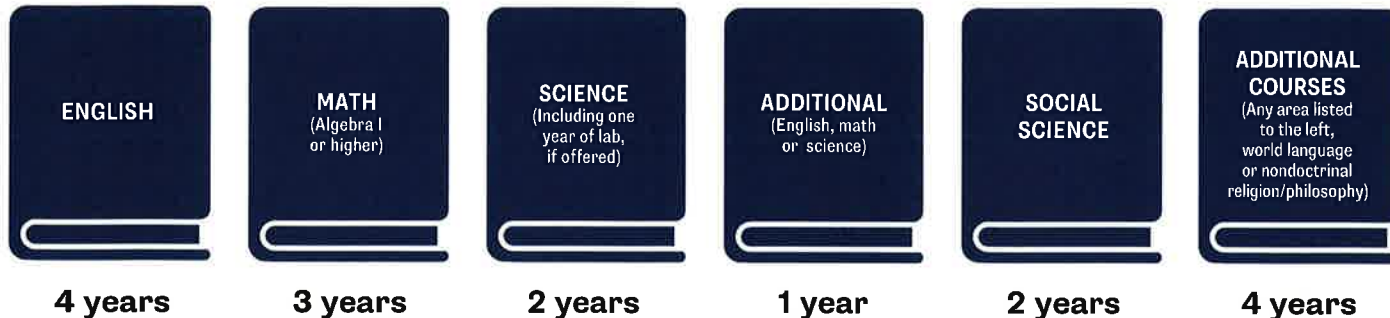 ENGLISH
4 years
MATH
(Algebra I
or higher)
3 years
SCIENCE
(Including one
year of lab,
if offered)
2 years
ADDITIONAL
(English, math
or science)
1 year
SOCIAL
SCIENCE
2 years
ADDITIONAL
COURSES
(Any area listed
to the left,
world language
or nondoctrinal
religion/philosophy)
4 years